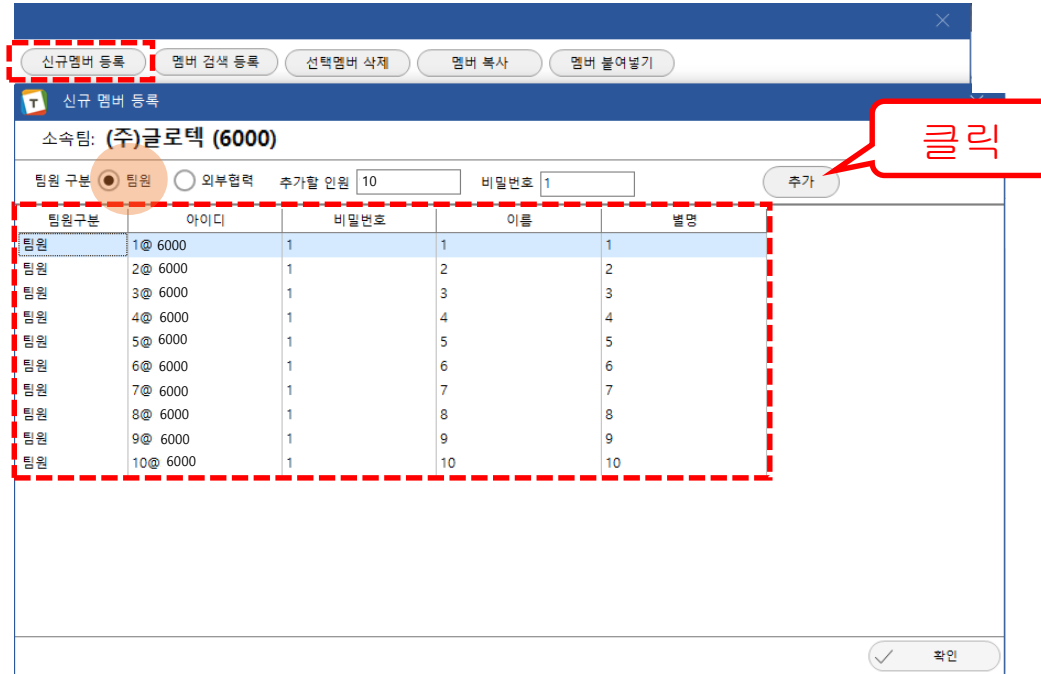 신규멤버 등록 멤버 검색 등록 선택멤버 삭제 멤버 복사 멤버 붙여넣기
T 신규 멤버 등록
소속팀: (주)글로텍 (6000)
클릭
팀원 구분 팀원 외부협력 추가할 인원 10 비밀번호 1 추가
팀원구분 아이디 비밀번호 이름 별명
팀원 1@ 6000 1 1 1
팀원 2@ 6000 1 2 2
팀원 3@ 6000 1 3 3
팀원 4@ 6000 1 4 4
팀원 5@ 6000 1 5 5
팀원 6@ 6000 1 6 6
팀원 7@ 6000 1 7 7
팀원 8@ 6000 1 8 8
팀원 9@ 6000 1 9 9
팀원 10@ 6000 1 10 10
확인